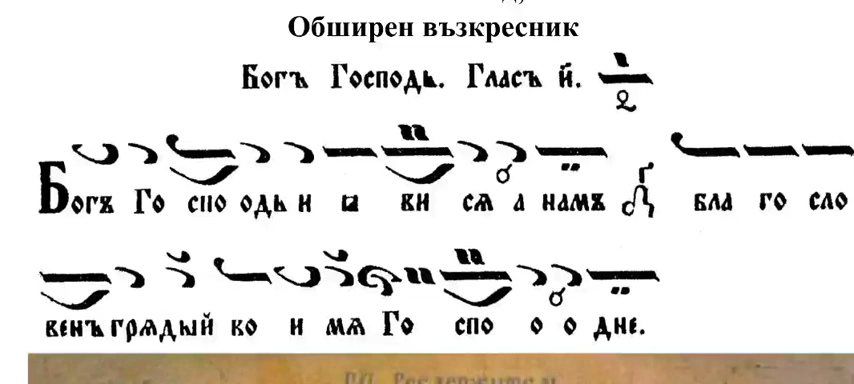 Обширен възкресник
Богъ Господь. Гласъ й.
Богъ Го спо одь и ы ви ся а намъ бла го сло
венъ грядый во и мя Го спо о о дне.